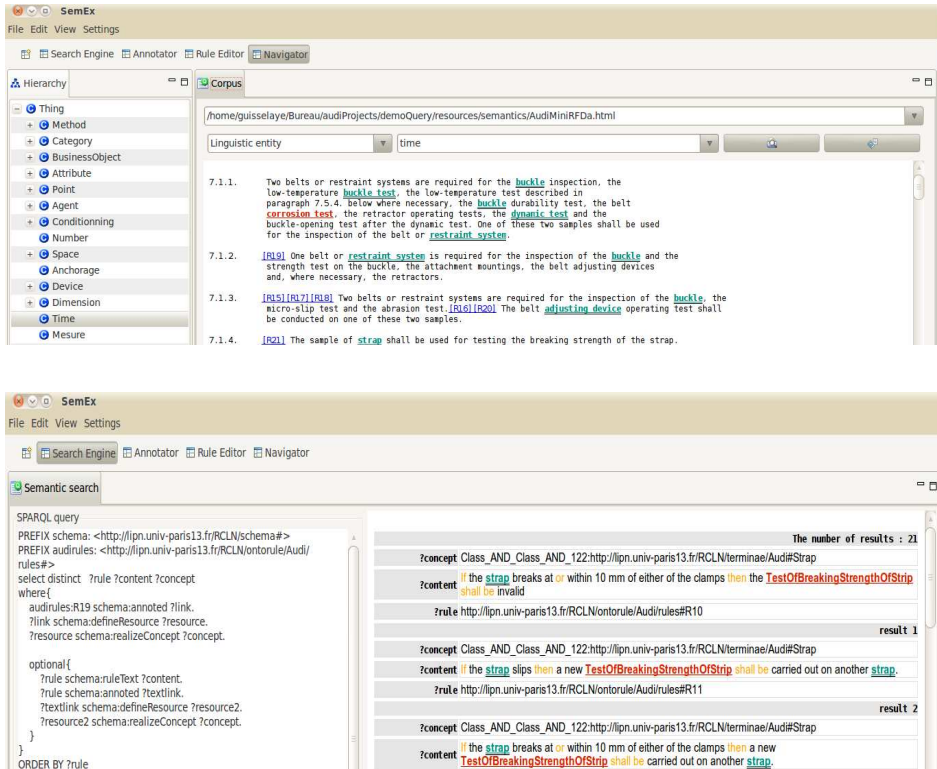 SemEx
File Edit View Settings
Search Engine Annotator Rule Editor Navigator
Hierarchy
Thing
Method
Category
BusinessObject
Attribute
Point
Agent
Conditionning
Number
Space
Anchorage
Device
Dimension
Time
Mesure
Corpus
/home/guisselaye/Bureau/audiProjects/demoQuery/resources/semantics/AudiMiniRFDa.html
Linguistic entity time
7.1.1. Two belts or restraint systems are required for the buckle inspection, the
low-temperature buckle test, the low-temperature test described in
paragraph 7.5.4. below where necessary, the buckle durability test, the belt
corrosion test, the retractor operating tests, the dynamic test and the
buckle-opening test after the dynamic test. One of these two samples shall be used
for the inspection of the belt or restraint system.
7.1.2. [R19] One belt or restraint system is required for the inspection of the buckle and the
strength test on the buckle, the attachment mountings, the belt adjusting devices
and, where necessary, the retractors.
7.1.3. [R15][R17][R18] Two belts or restraint systems are required for the inspection of the buckle, the
micro-slip test and the abrasion test.[R16][R20] The belt adjusting device operating test shall
be conducted on one of these two samples.
7.1.4. [R21] The sample of strap shall be used for testing the breaking strength of the strap.
SemEx
File Edit View Settings
Search Engine Annotator Rule Editor Navigator
Semantic search
SPARQL query
PREFIX schema: <http://lipn.univ-paris13.fr/RCLN/schema#>
PREFIX audirules: <http://lipn.univ-paris13.fr/RCLN/ontorule/Audi/
rules#>
select distinct ?rule ?content ?concept
where{
audirules:R19 schema:annoted ?link.
?link schema:defineResource ?resource.
?resource schema:realizeConcept ?concept.
optional{
?rule schema:ruleText ?content.
?rule schema:annoted ?textlink.
?textlink schema:defineResource ?resource2.
?resource2 schema:realizeConcept ?concept.
}
}
ORDER BY ?rule
The number of results : 21
?concept Class_AND_Class_AND_122:http://lipn.univ-paris13.fr/RCLN/terminae/Audi#Strap
?content If the strap breaks at or within 10 mm of either of the clamps then the TestOfBreakingStrengthOfStrip
shall be invalid
?rule http://lipn.univ-paris13.fr/RCLN/ontorule/Audi/rules#R10
result 1
?concept Class_AND_Class_AND_122:http://lipn.univ-paris13.fr/RCLN/terminae/Audi#Strap
?content If the strap slips then a new TestOfBreakingStrengthOfStrip shall be carried out on another strap.
?rule http://lipn.univ-paris13.fr/RCLN/ontorule/Audi/rules#R11
result 2
?concept Class_AND_Class_AND_122:http://lipn.univ-paris13.fr/RCLN/terminae/Audi#Strap
?content If the strap breaks at or within 10 mm of either of the clamps then a new
TestOfBreakingStrengthOfStrip shall be carried out on another strap.